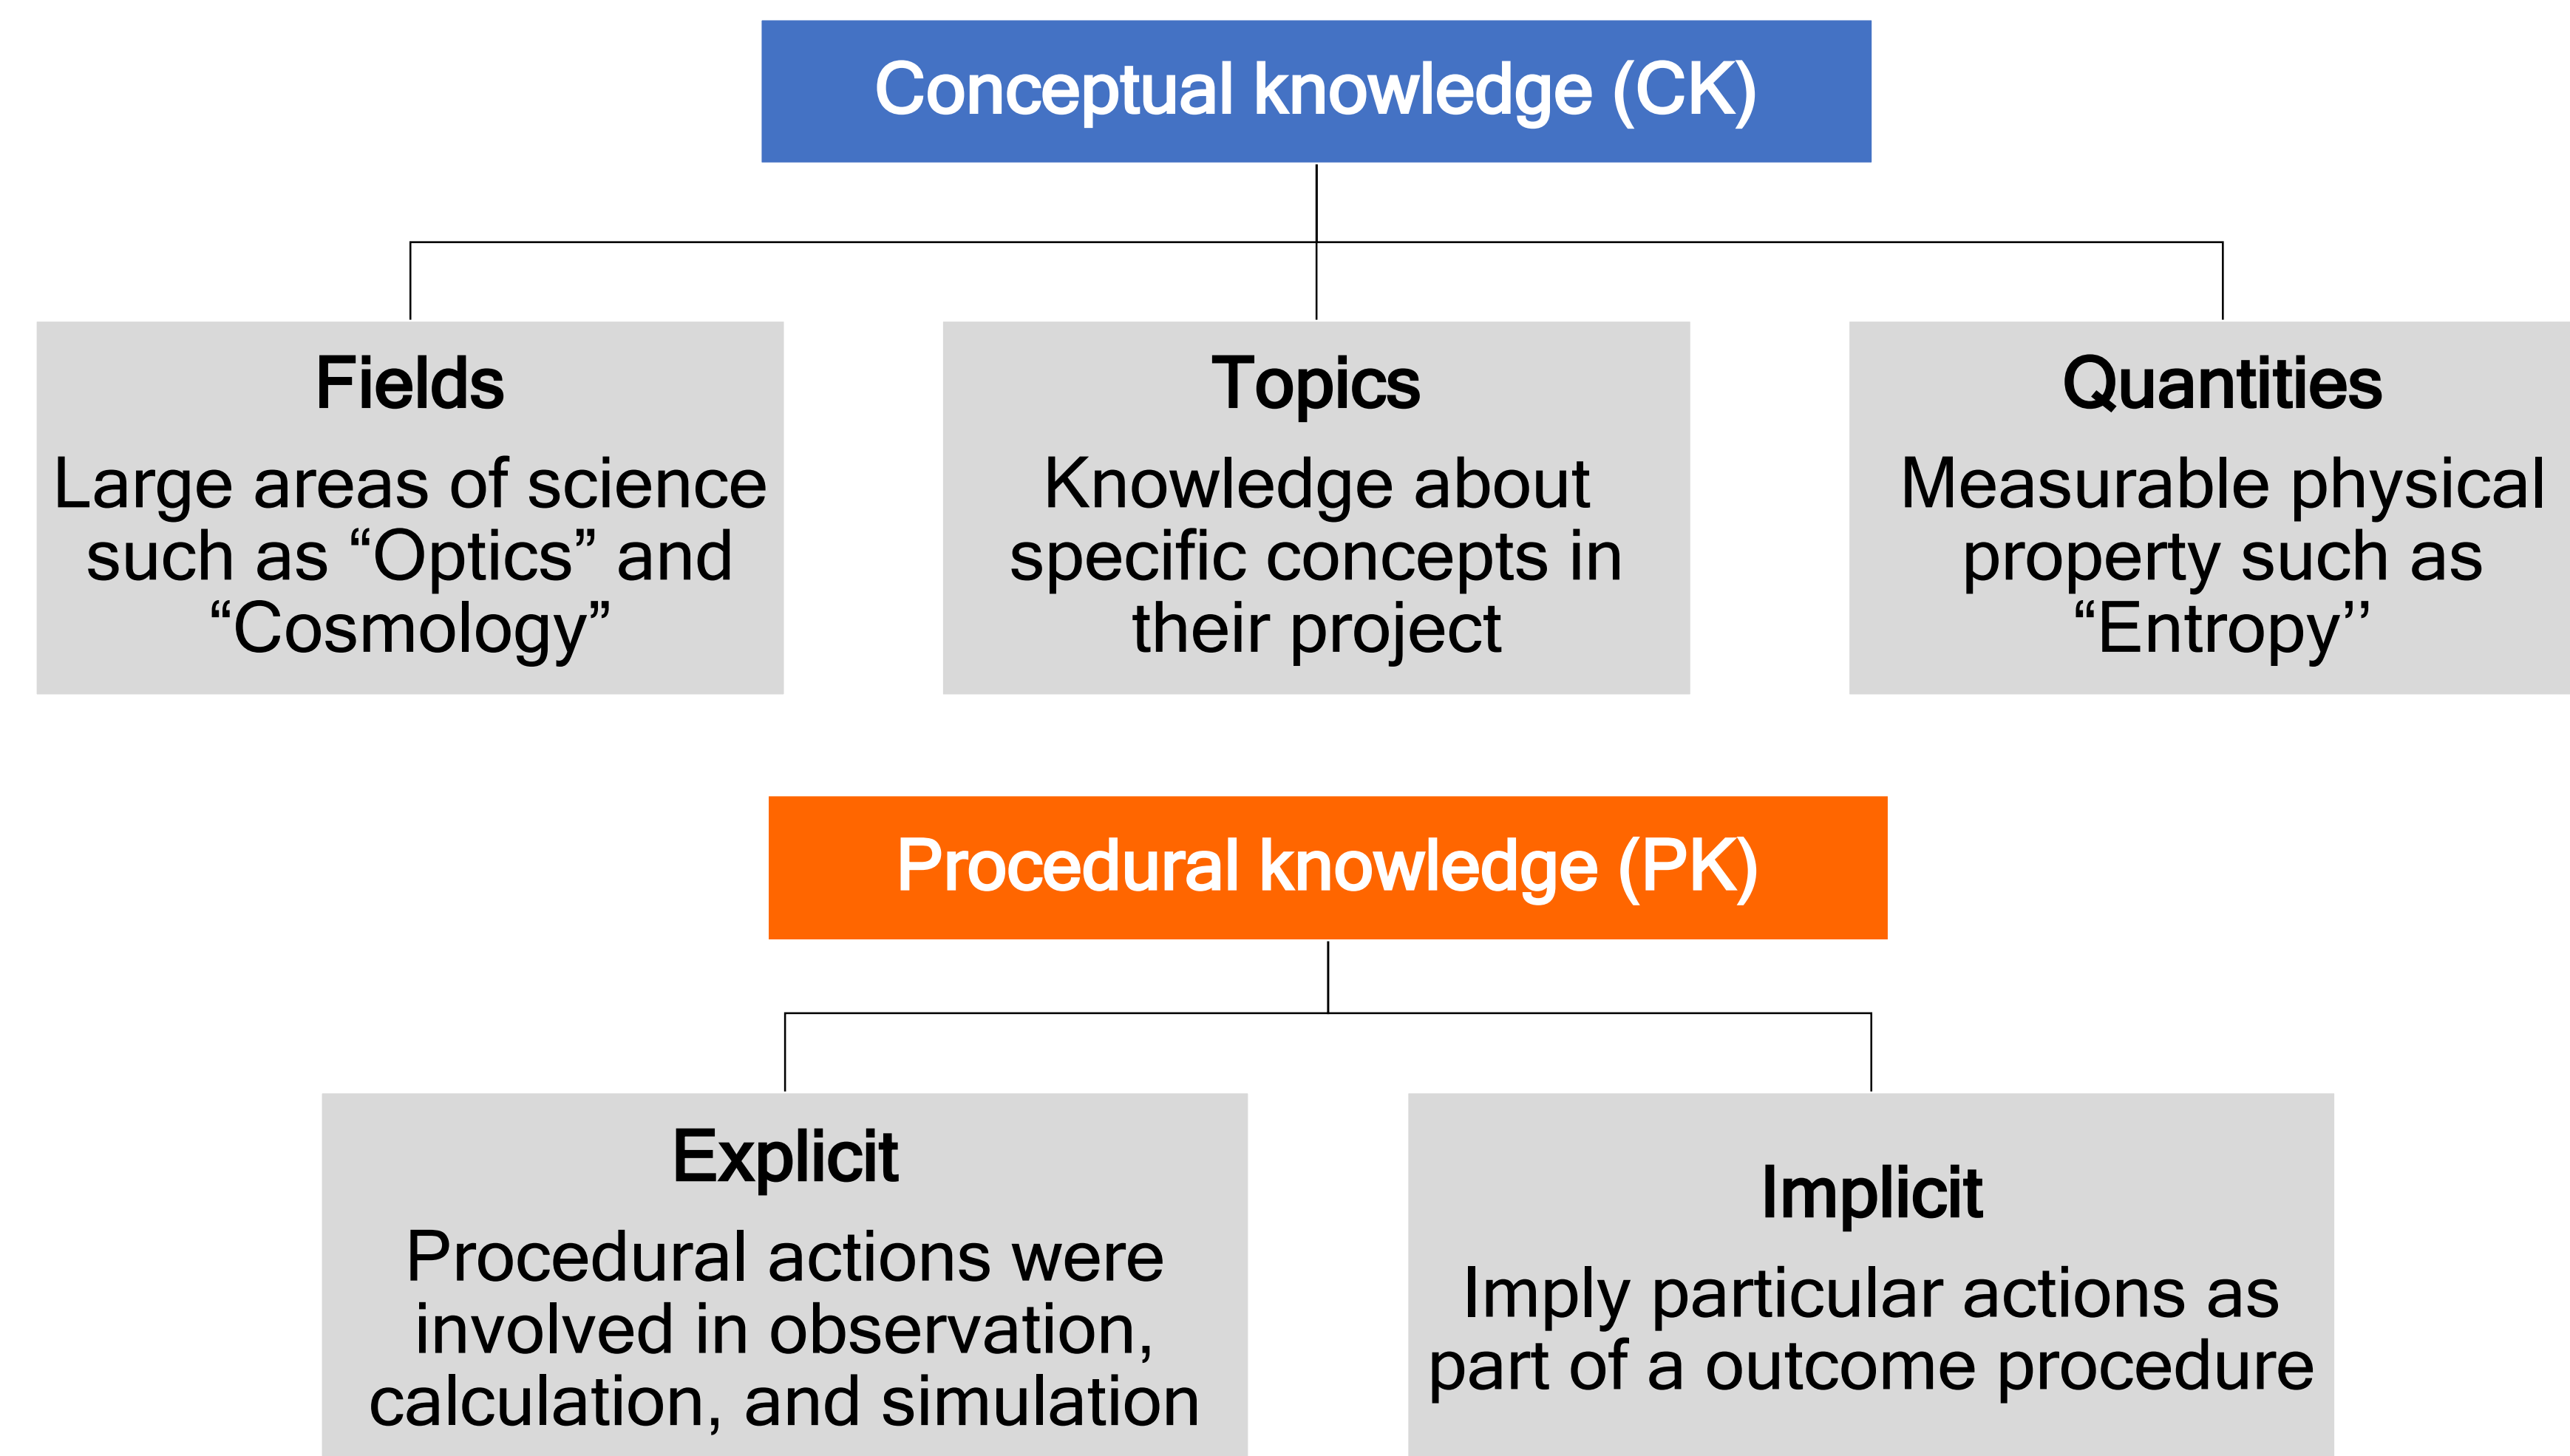 Conceptual knowledge (CK)
Fields
Large areas of science
such as “Optics” and
“Cosmology”
Topics
Knowledge about
specific concepts in
their project
Quantities
Measurable physical
property such as
“Entropy’’
Procedural knowledge (PK)
Explicit
Procedural actions were
involved in observation,
calculation, and simulation
Implicit
Imply particular actions as
part of a outcome procedure